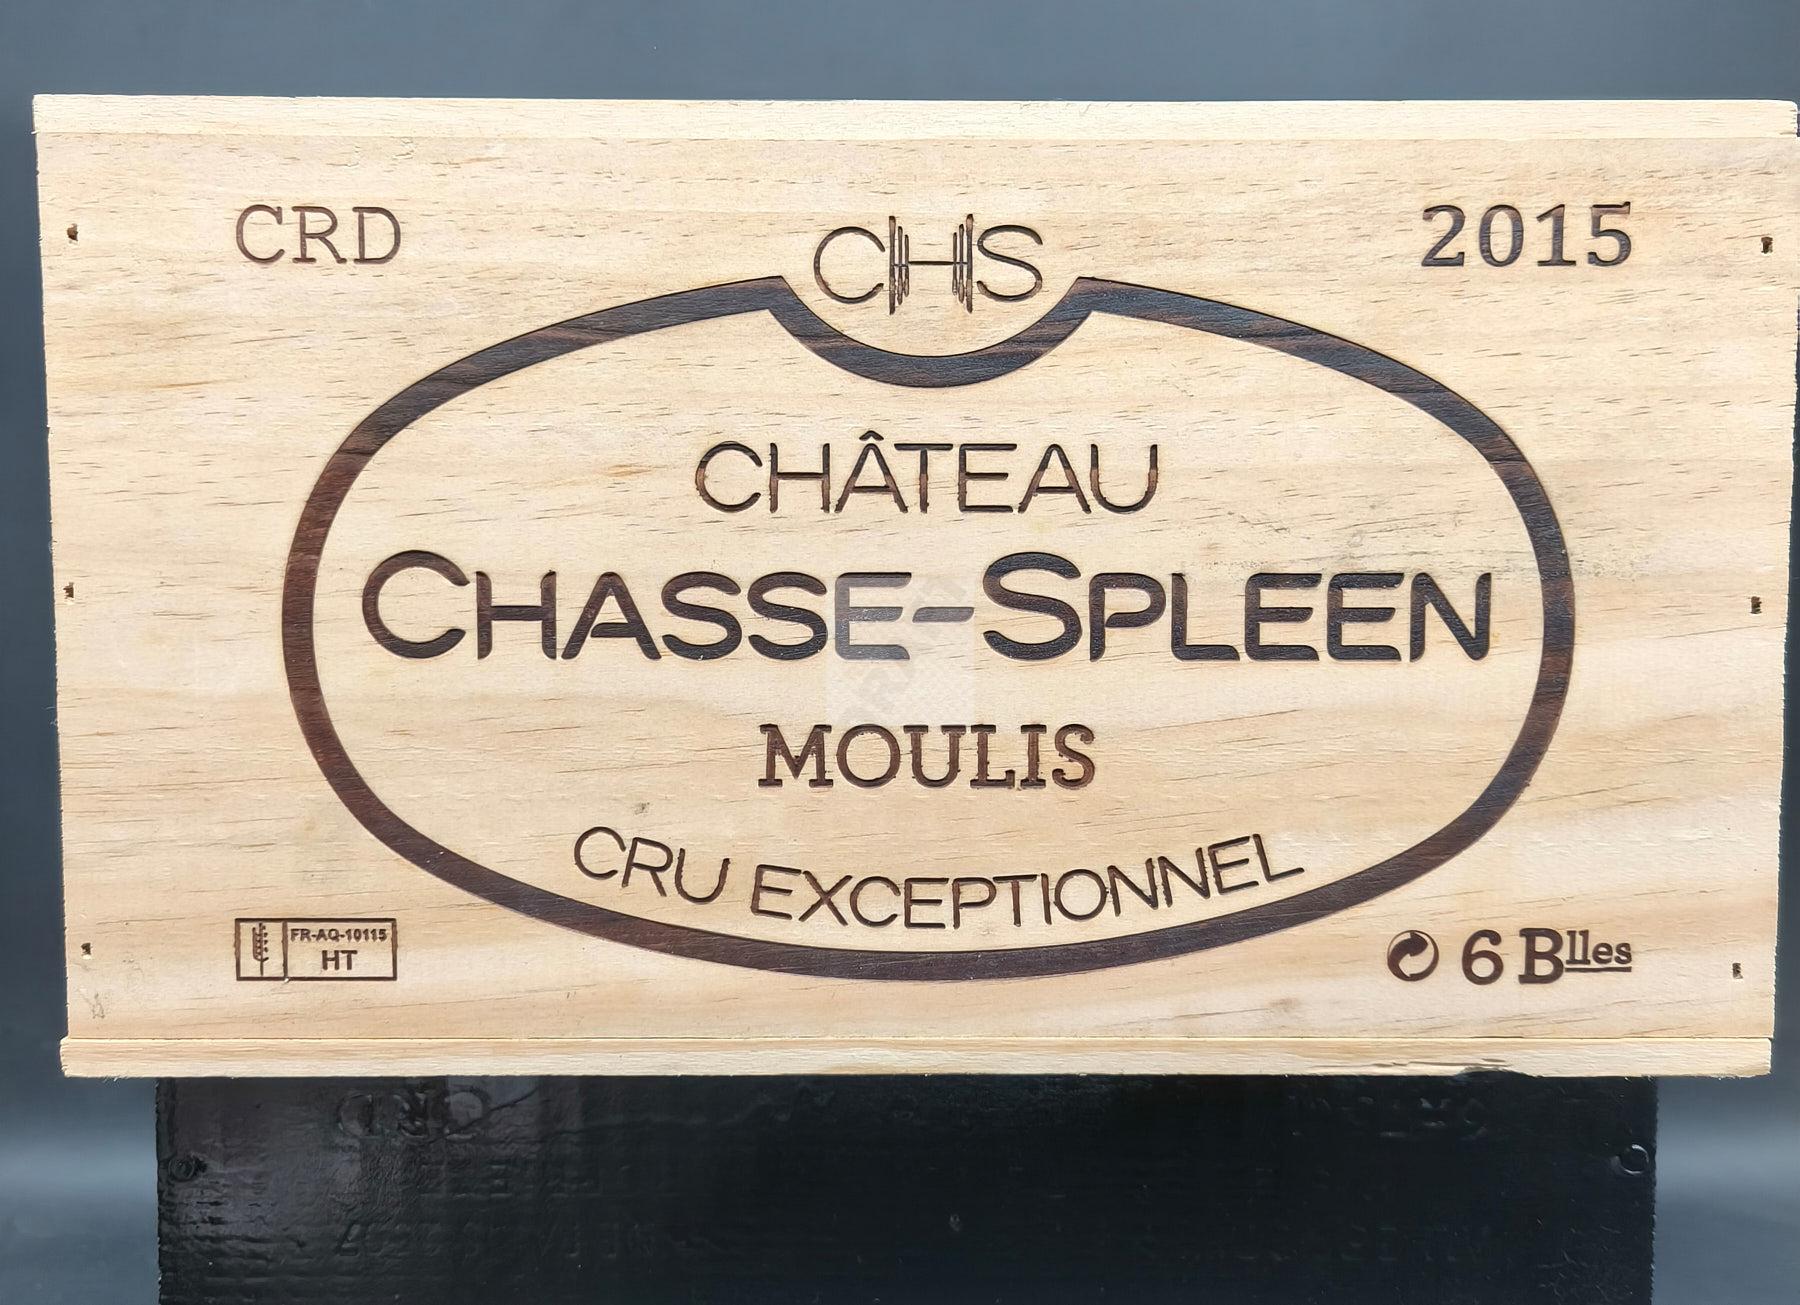 CRD
CHS
2015
CHÂTEAU
CHASSE-SPLEEN
MOULIS
CRU EXCEPTIONNEL
FR-AQ-10115
HT
6 Blles